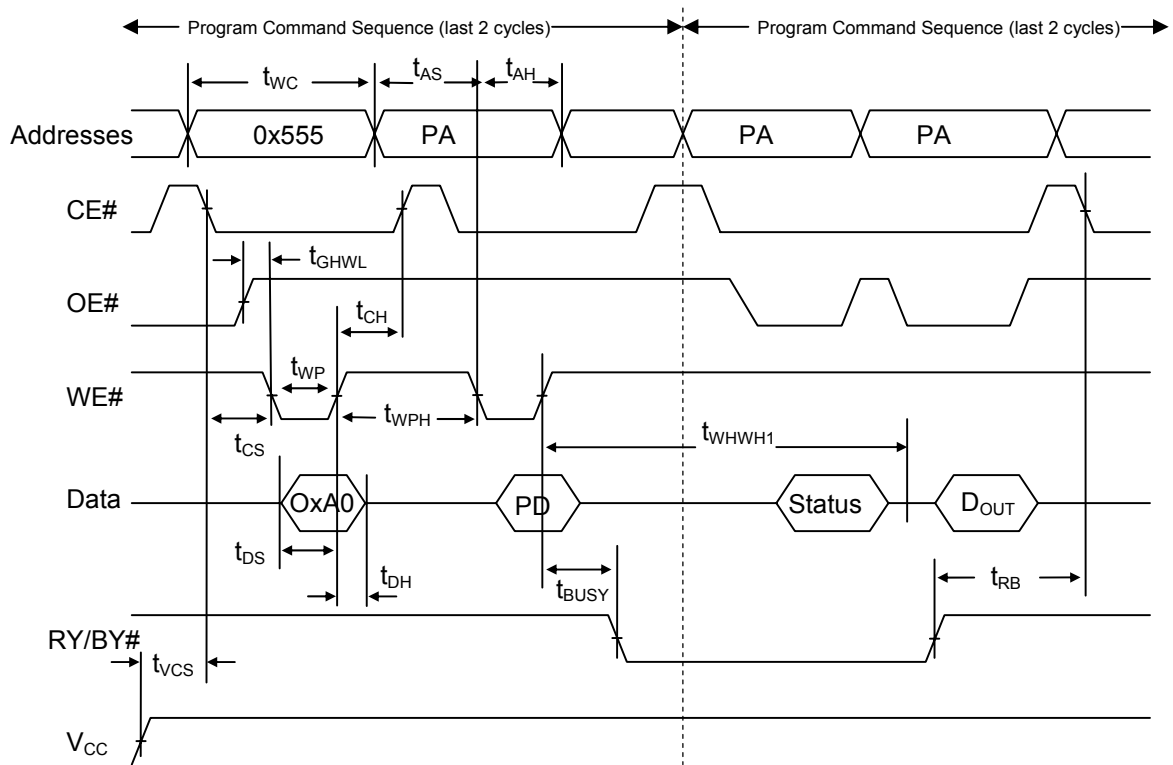 Program Command Sequence (last 2 cycles) Program Command Sequence (last 2 cycles)
tWC tAS tAH
Addresses 0x555 PA PA PA
CE#
tGHWL
OE#
tCH
tWP
WE#
tWPH
tCS tWHWH1
Data OxA0 PD Status DOUT
tDS tDH tBUSY tRB
RY/BY#
tVCS
VCC